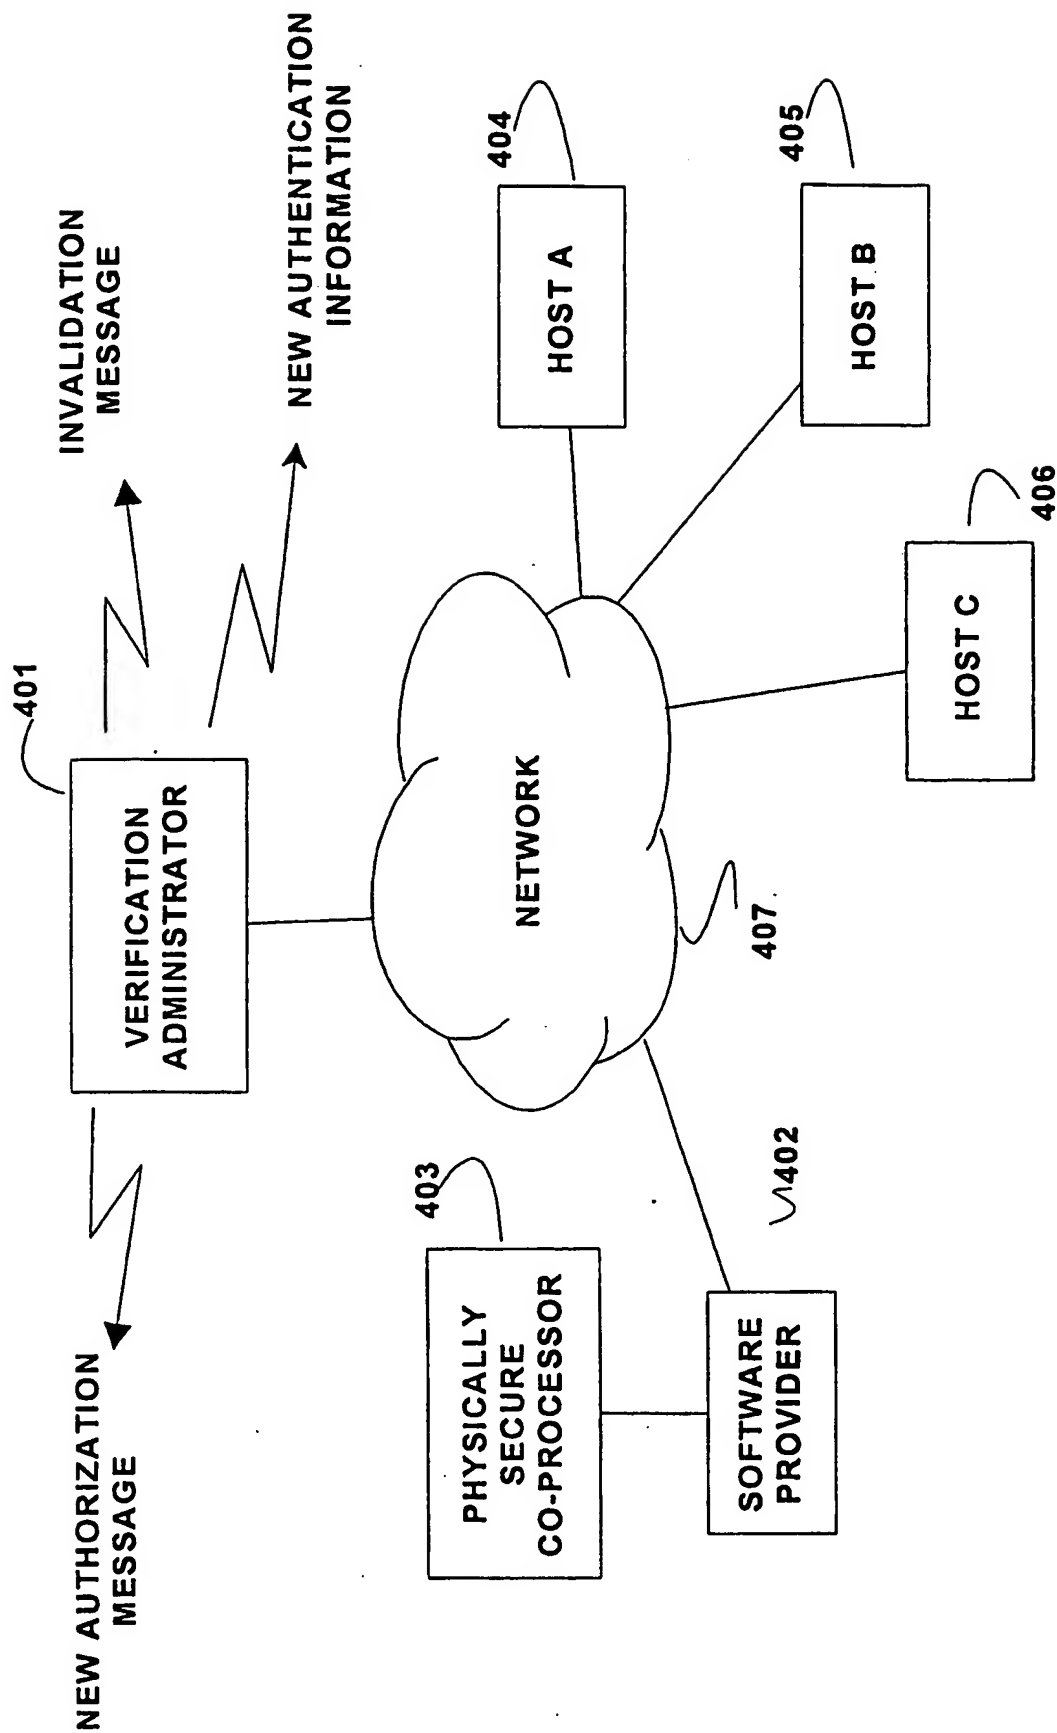 NEW AUTHORIZATION
MESSAGE
401
INVALIDATION
MESSAGE
NEW AUTHENTICATION
INFORMATION
VERIFICATION
ADMINISTRATOR
403
PHYSICALLY
SECURE
CO-PROCESSOR
NETWORK
404
HOST A
SOFTWARE
PROVIDER
402
407
405
HOST B
HOST C
406